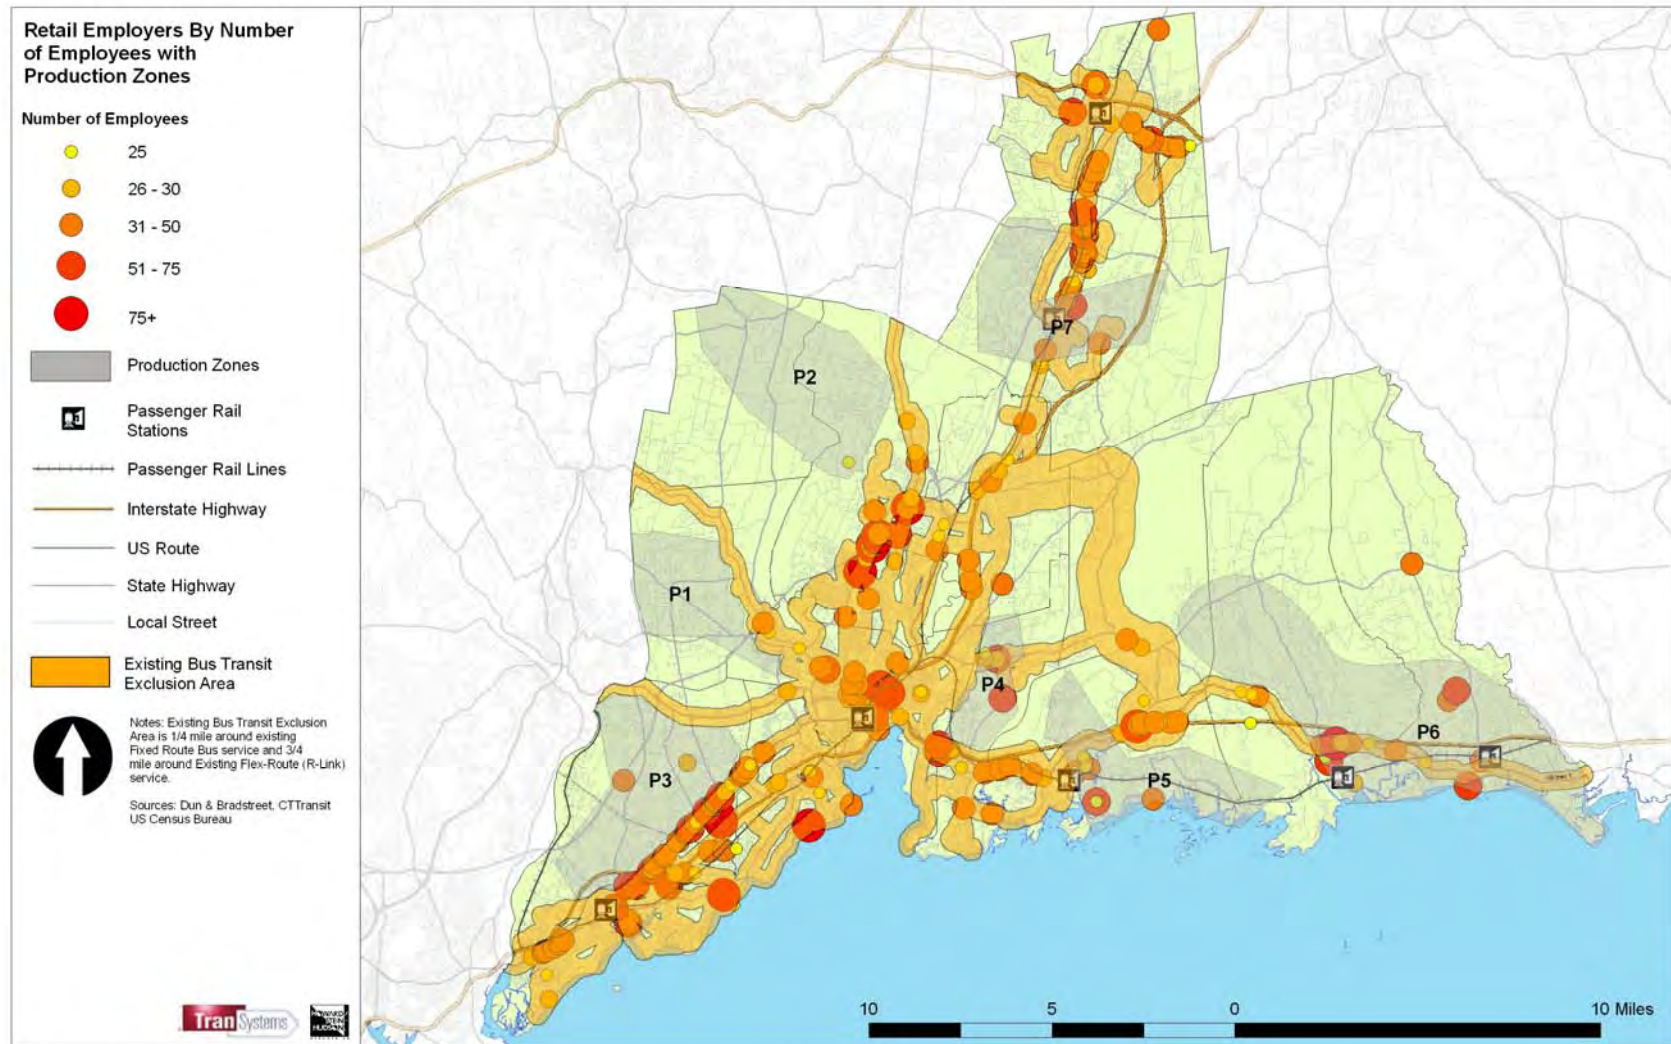 Retail Employers By Number
of Employees with
Production Zones
Number of Employees
25
26 - 30
31 - 50
51 - 75
75+
Production Zones
Passenger Rail
Stations
Passenger Rail Lines
Interstate Highway
US Route
State Highway
Local Street
Existing Bus Transit
Exclusion Area
Notes: Existing Bus Transit Exclusion
Area is 1/4 mile around existing
Fixed Route Bus service and 3/4
mile around Existing Flex-Route (R-Link)
service.
Sources: Dun & Bradstreet, CTTransit
US Census Bureau
TranSystems
HOWARD
STEIN
HUDSON
P7
P2
P1
P4
P3
P5
P6
10
5
0
10 Miles